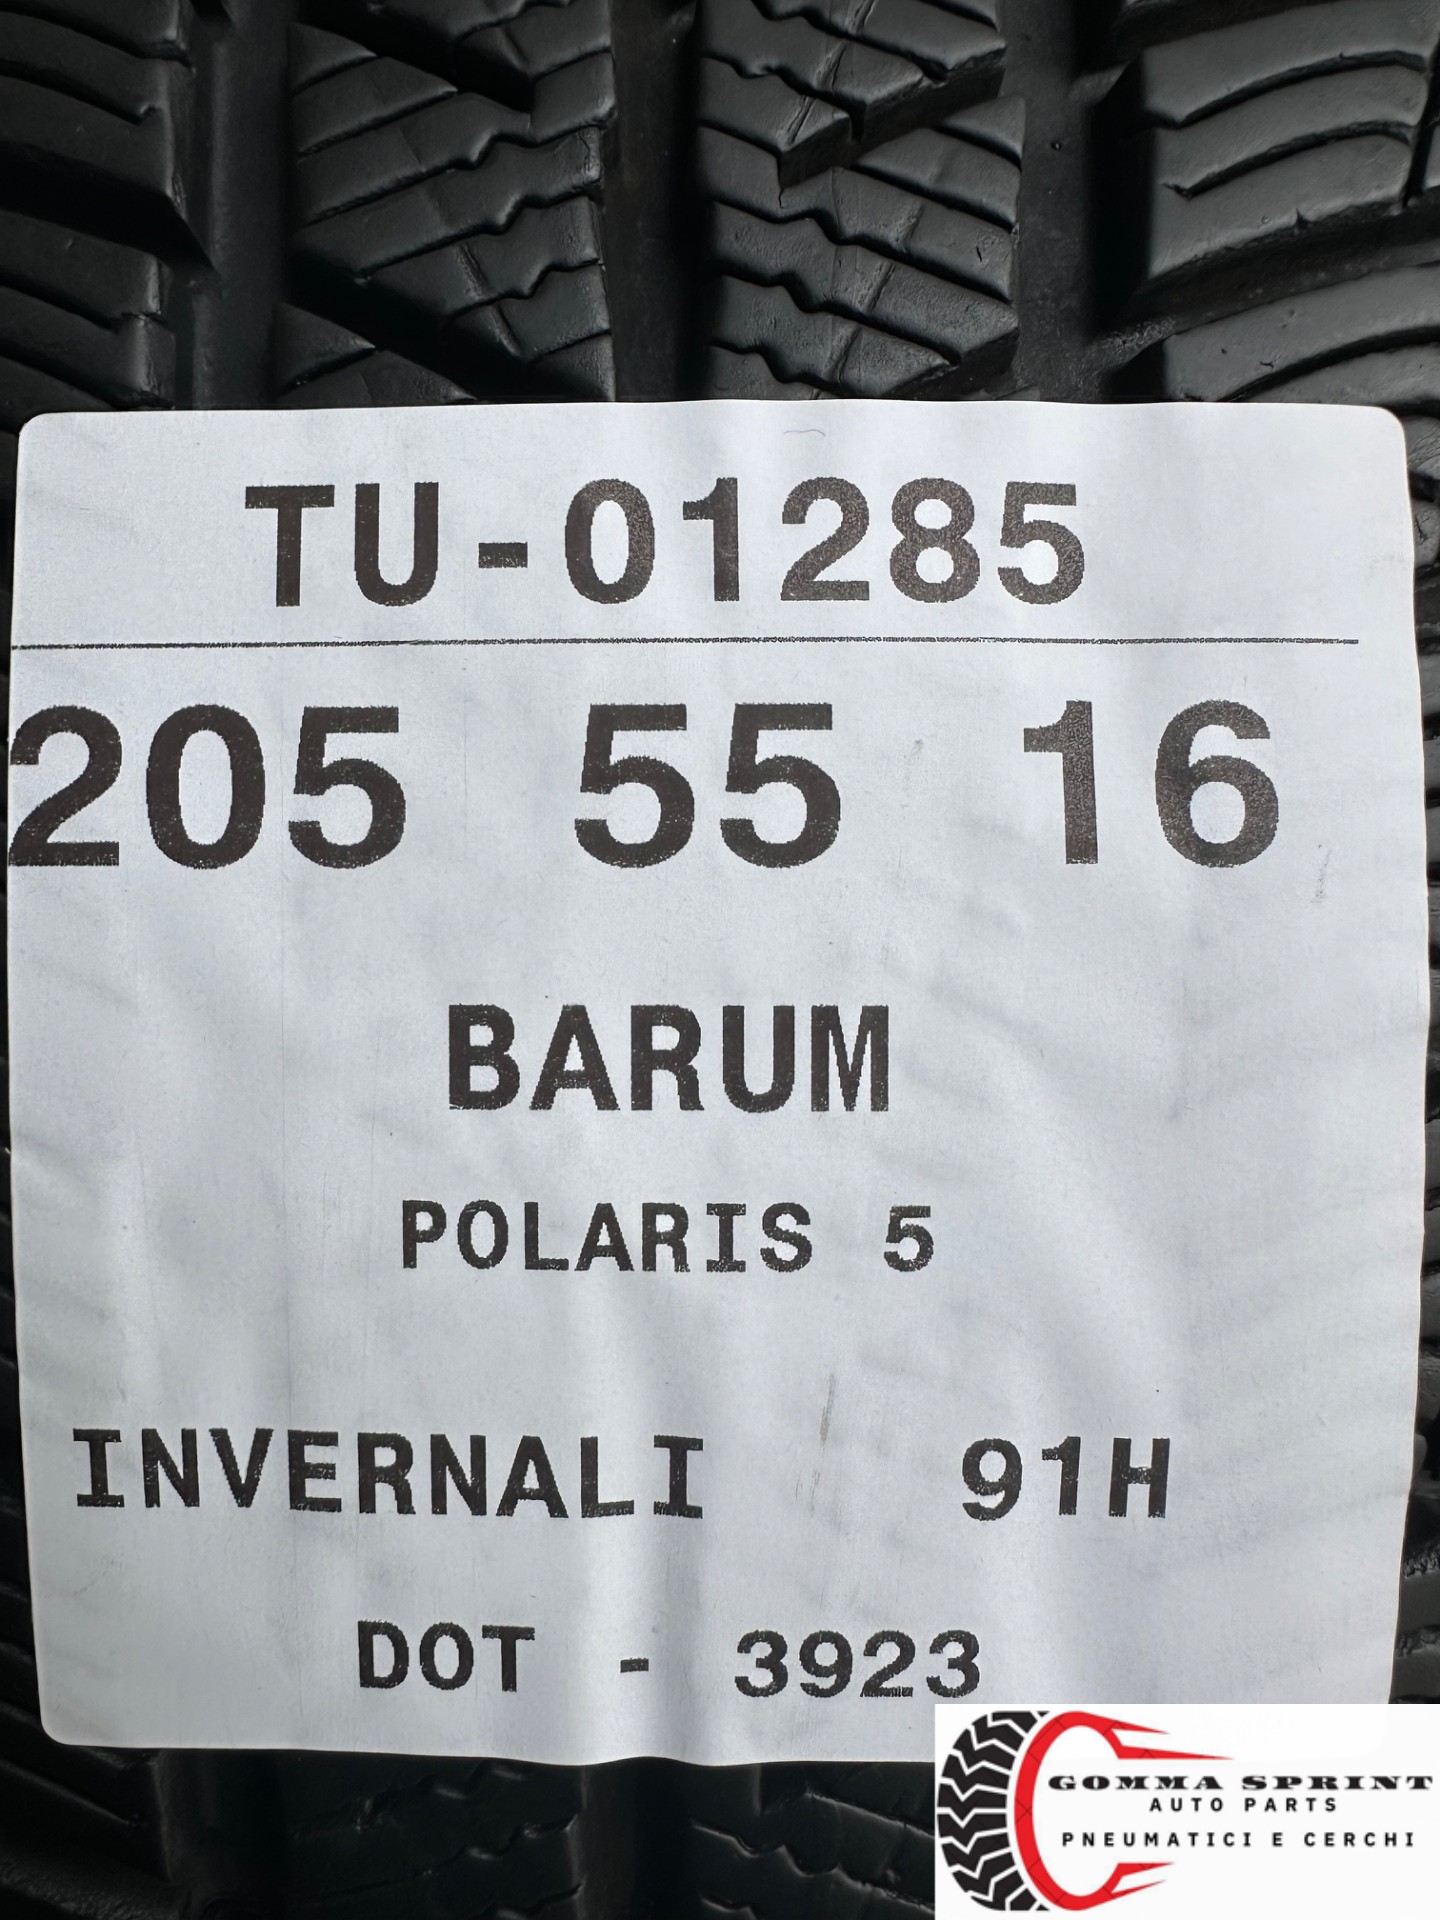 TU-01285
205 55 16
BARUM
POLARIS 5
INVERNALI 91H
DOT - 3923
GOMMA SPRINT
AUTO PARTS
PNEUMATICI E CERCHI